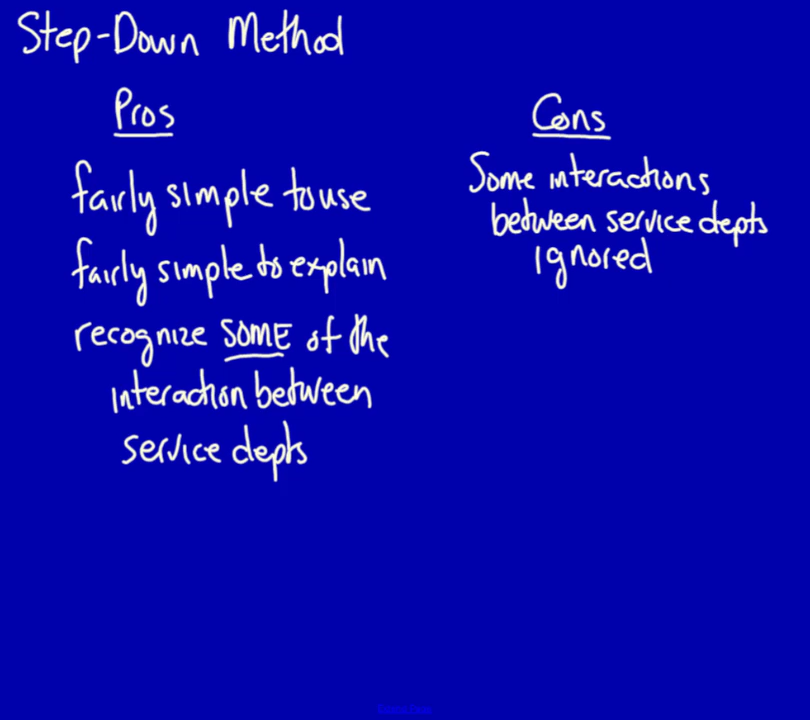 Step-Down Method
Pros
fairly simple to use
fairly simple to explain
recognize SOME of the
interaction between
service depts
Cons
Some interactions
between service depts
ignored